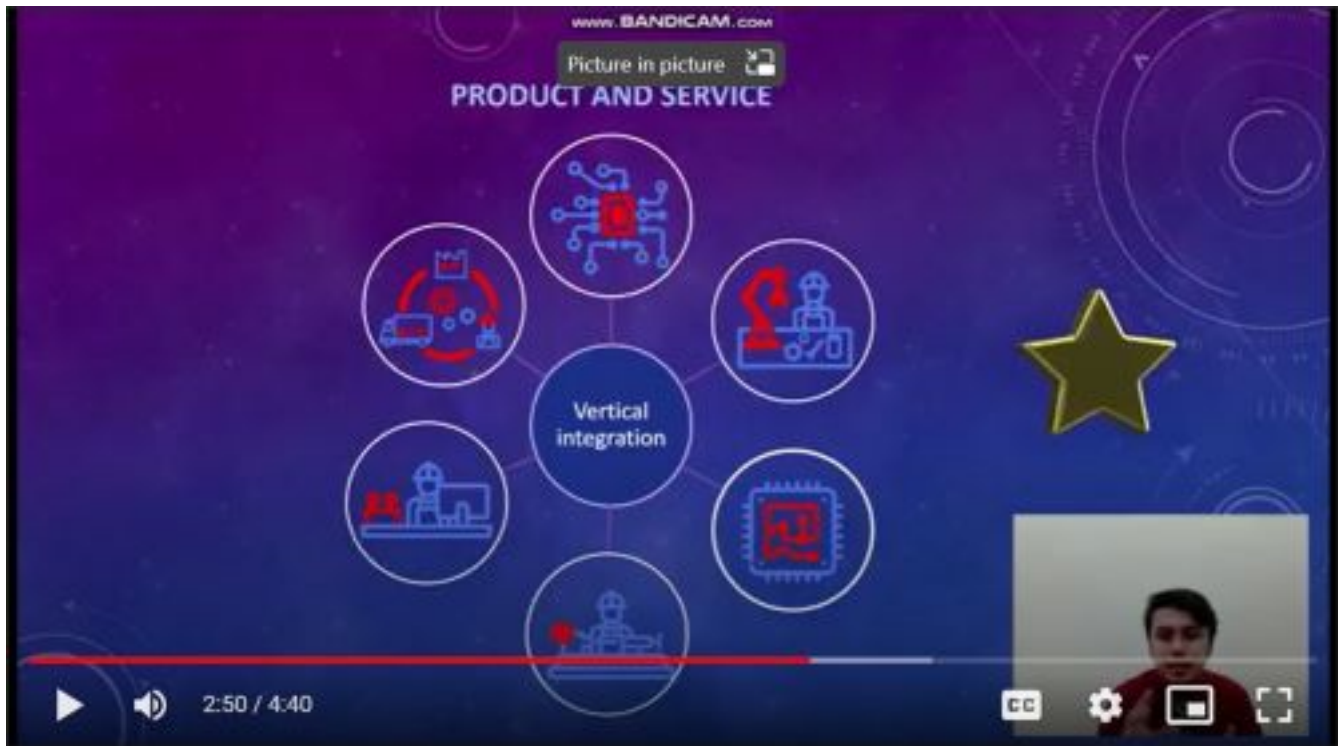 www.BANDICAM.com
Picture in picture
PRODUCT AND SERVICE
Vertical
integration
2:50 / 4:40
CC